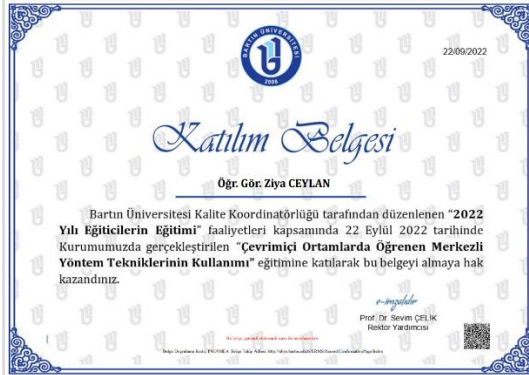 BARTIN ÜNİVERSİTESİ
2008
22/09/2022
Katılım Belgesi
Öğr. Gör. Ziya CEYLAN
Bartın Üniversitesi Kalite Koordinatörlüğü tarafından düzenlenen "2022
Yılı Eğiticilerin Eğitimi" faaliyetleri kapsamında 22 Eylül 2022 tarihinde
Kurumumuzda gerçekleştirilen "Çevrimiçi Ortamlarda Öğrenen Merkezli
Yöntem Tekniklerinin Kullanımı" eğitimine katılarak bu belgeyi almaya hak
kazandınız.
e-imzalıdır
Prof. Dr. Sevim ÇELİK
Rektör Yardımcısı